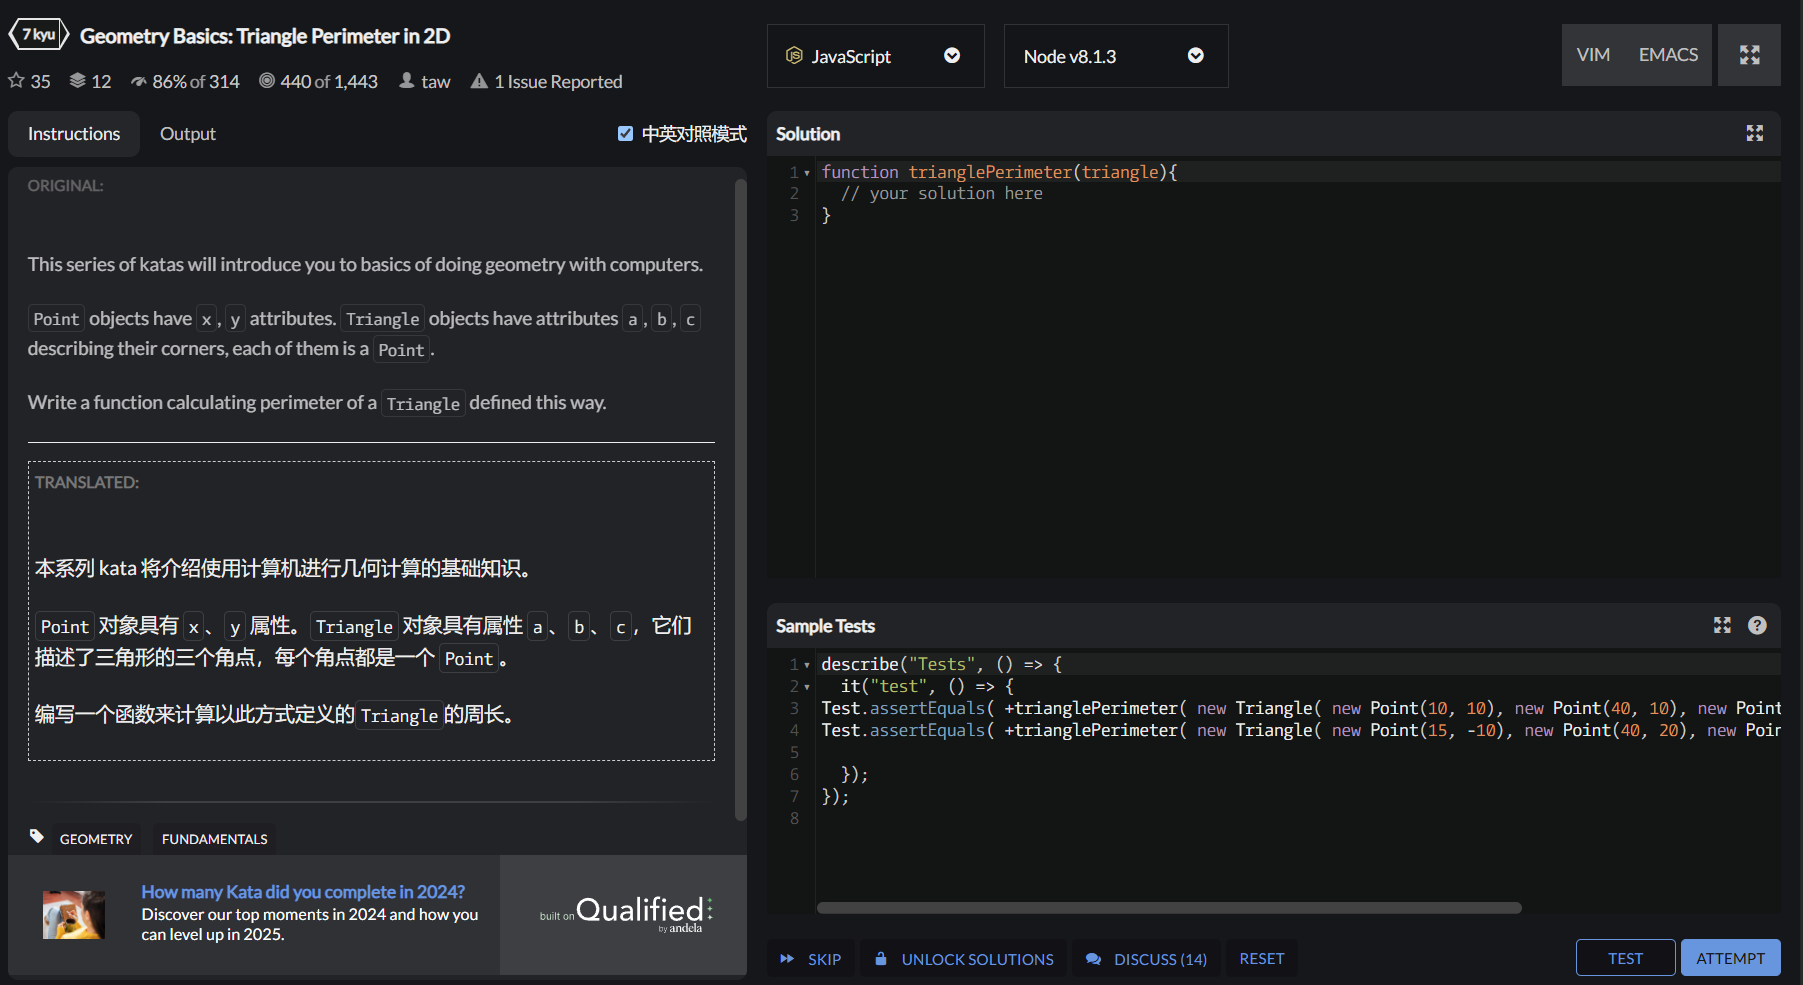 7 kyu Geometry Basics: Triangle Perimeter in 2D
35 12 86% of 314 440 of 1,443 taw 1 Issue Reported
Instructions Output 中英对照模式
ORIGINAL:
This series of katas will introduce you to basics of doing geometry with computers.
Point objects have x, y attributes. Triangle objects have attributes a, b, c
describing their corners, each of them is a Point.
Write a function calculating perimeter of a Triangle defined this way.
TRANSLATED:
本系列 kata 将介绍使用计算机进行几何计算的基础知识。
Point 对象具有 x、y 属性。Triangle 对象具有属性 a、b、c，它们
描述了三角形的三个角点，每个角点都是一个 Point。
编写一个函数来计算以此方式定义的Triangle的周长。
GEOMETRY FUNDAMENTALS
How many Kata did you complete in 2024?
Discover our top moments in 2024 and how you
can level up in 2025.
built on Qualified
by andela
JS JavaScript Node v8.1.3 VIM EMACS
Solution
1 function trianglePerimeter(triangle){
2 // your solution here
3 }
Sample Tests ?
1 describe("Tests", () => {
2 it("test", () => {
3 Test.assertEquals( +trianglePerimeter( new Triangle( new Point(10, 10), new Point(40, 10), new Point
4 Test.assertEquals( +trianglePerimeter( new Triangle( new Point(15, -10), new Point(40, 20), new Poin
5
6 });
7 });
8
SKIP UNLOCK SOLUTIONS DISCUSS (14) RESET TEST ATTEMPT